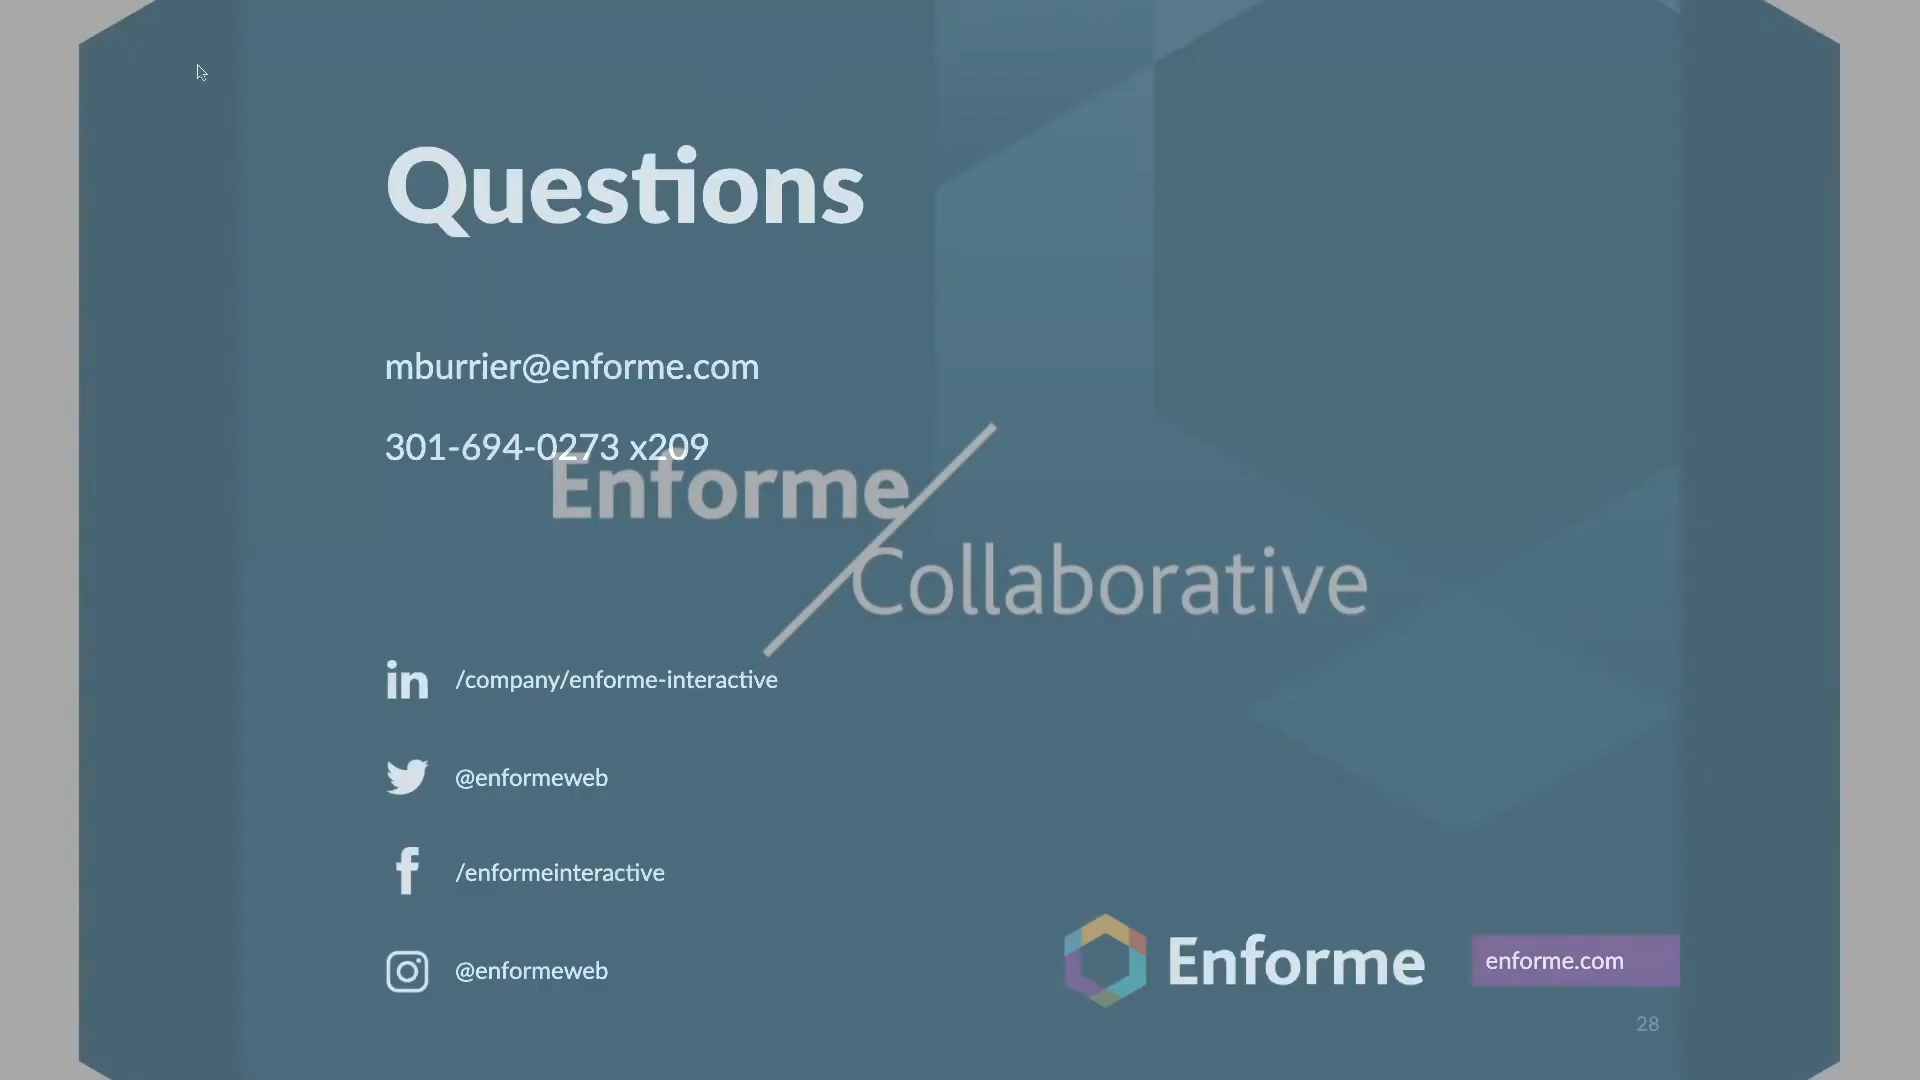 Questions
mburrier@enforme.com
301-694-0273 x209
Enforme
Collaborative
in /company/enforme-interactive
@enformeweb
f /enformeinteractive
@enformeweb
Enforme
enforme.com
28